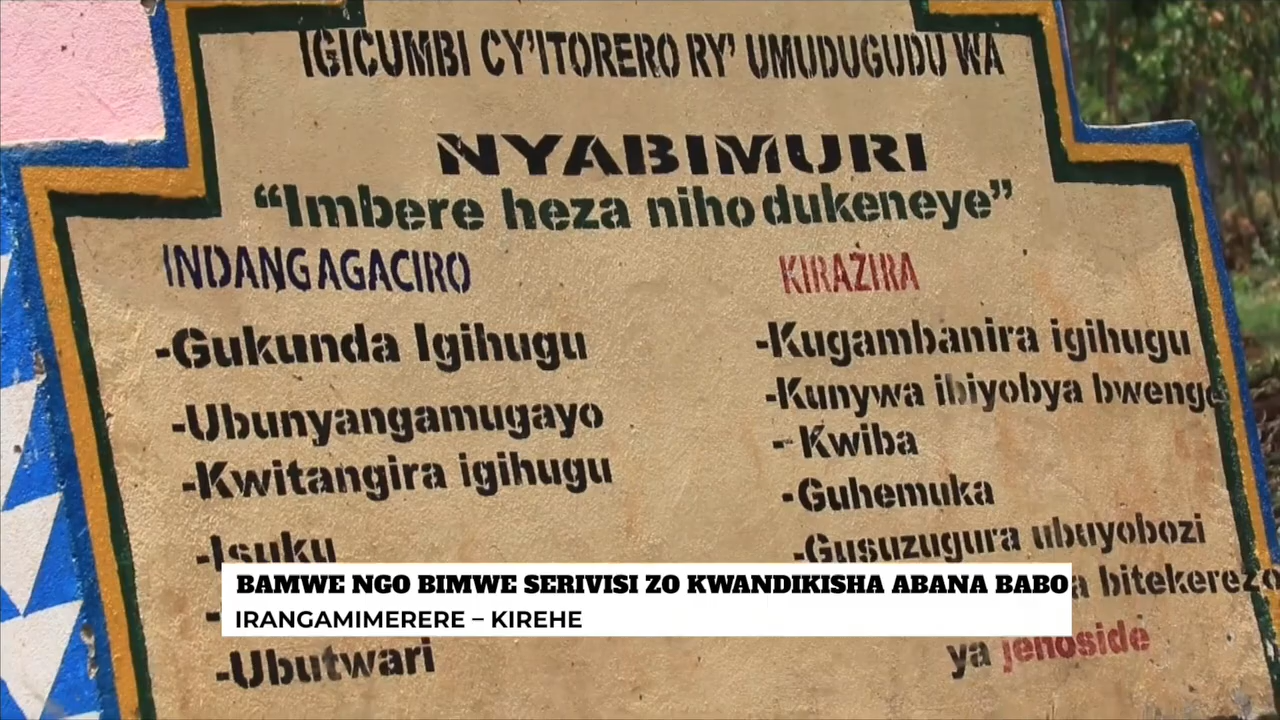 IGICUMBI CY'ITORERO RY' UMUDUGUDU WA
NYABIMURI
“Imbere heza niho dukeneye”
INDANGAGACIRO
-Gukunda Igihugu
-Ubunyangamugayo
-Kwitangira igihugu
-Isuku
-Ubutwari
KIRAZIRA
-Kugambanira igihugu
-Kunywa ibiyobya bwenge
-Kwiba
-Guhemuka
-Gusuzugura ubuyobozi
bitekerezo
ya jenoside
BAMWE NGO BIMWE SERIVISI ZO KWANDIKISHA ABANA BABO
IRANGAMIMERERE – KIREHE